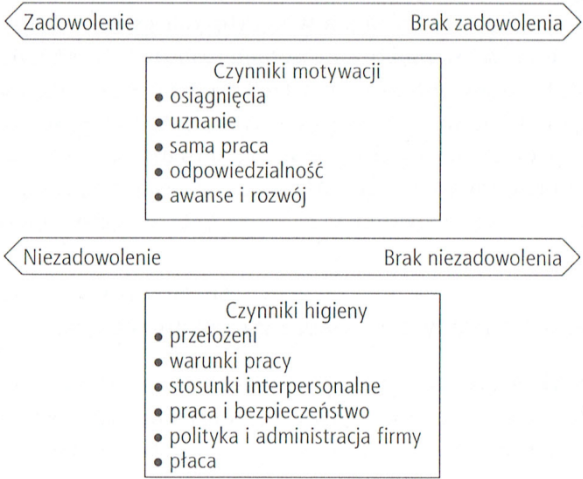 Zadowolenie Brak zadowolenia
Czynniki motywacji
• osiągnięcia
• uznanie
• sama praca
• odpowiedzialność
• awanse i rozwój
Niezadowolenie Brak niezadowolenia
Czynniki higieny
• przełożeni
• warunki pracy
• stosunki interpersonalne
• praca i bezpieczeństwo
• polityka i administracja firmy
• płaca